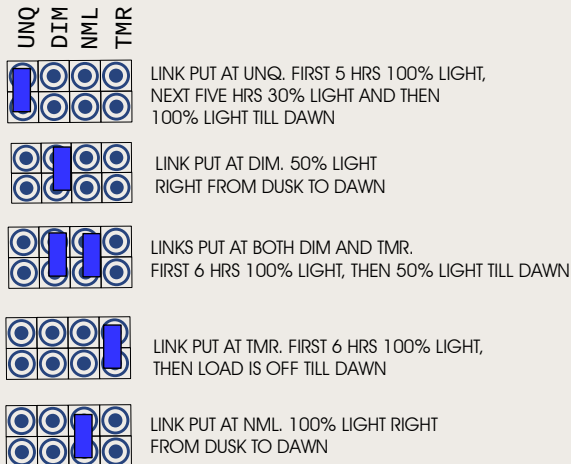 UNQ DIM NML TMR
LINK PUT AT UNQ. FIRST 5 HRS 100% LIGHT,
NEXT FIVE HRS 30% LIGHT AND THEN
100% LIGHT TILL DAWN
LINK PUT AT DIM. 50% LIGHT
RIGHT FROM DUSK TO DAWN
LINKS PUT AT BOTH DIM AND TMR.
FIRST 6 HRS 100% LIGHT, THEN 50% LIGHT TILL DAWN
LINK PUT AT TMR. FIRST 6 HRS 100% LIGHT,
THEN LOAD IS OFF TILL DAWN
LINK PUT AT NML. 100% LIGHT RIGHT
FROM DUSK TO DAWN